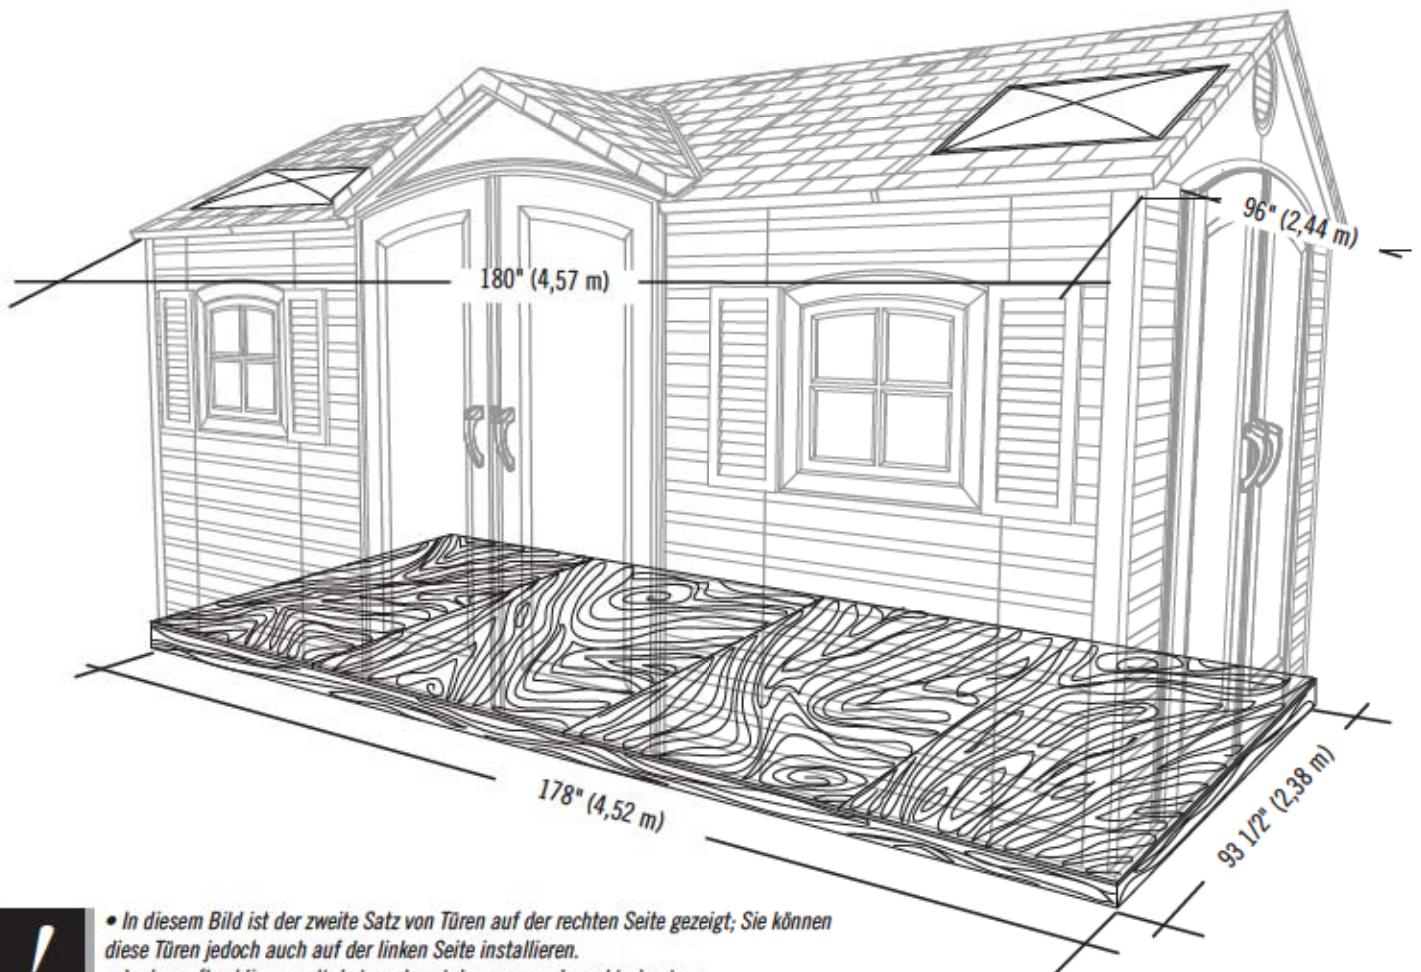 96" (2,44 m)
180" (4,57 m)
178" (4,52 m)
93 1/2" (2,38 m)
!
• In diesem Bild ist der zweite Satz von Türen auf der rechten Seite gezeigt; Sie können
diese Türen jedoch auch auf der linken Seite installieren.